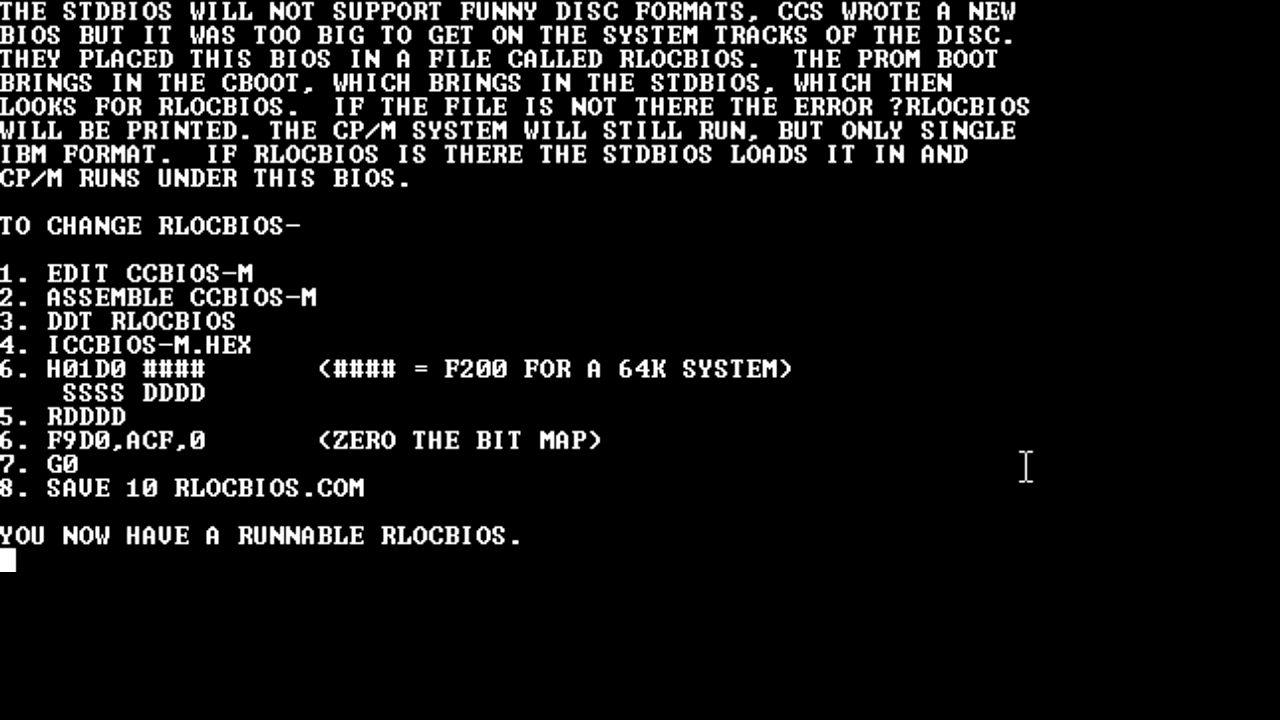 THE STDBIOS WILL NOT SUPPORT FUNNY DISC FORMATS, CCS WROTE A NEW
BIOS BUT IT WAS TOO BIG TO GET ON THE SYSTEM TRACKS OF THE DISC.
THEY PLACED THIS BIOS IN A FILE CALLED RLOCBIOS.  THE PROM BOOT
BRINGS IN THE CBOOT, WHICH BRINGS IN THE STDBIOS, WHICH THEN
LOOKS FOR RLOCBIOS.  IF THE FILE IS NOT THERE THE ERROR ?RLOCBIOS
WILL BE PRINTED. THE CP/M SYSTEM WILL STILL RUN, BUT ONLY SINGLE
IBM FORMAT.  IF RLOCBIOS IS THERE THE STDBIOS LOADS IT IN AND
CP/M RUNS UNDER THIS BIOS.
TO CHANGE RLOCBIOS-
1. EDIT CCBIOS-M
2. ASSEMBLE CCBIOS-M
3. DDT RLOCBIOS
4. ICCBIOS-M.HEX
6. H01D0 ####       (#### = F200 FOR A 64K SYSTEM)
SSSS DDDD
5. RDDDD
6. F9D0,ACF,0       (ZERO THE BIT MAP)
7. G0
8. SAVE 10 RLOCBIOS.COM
YOU NOW HAVE A RUNNABLE RLOCBIOS.